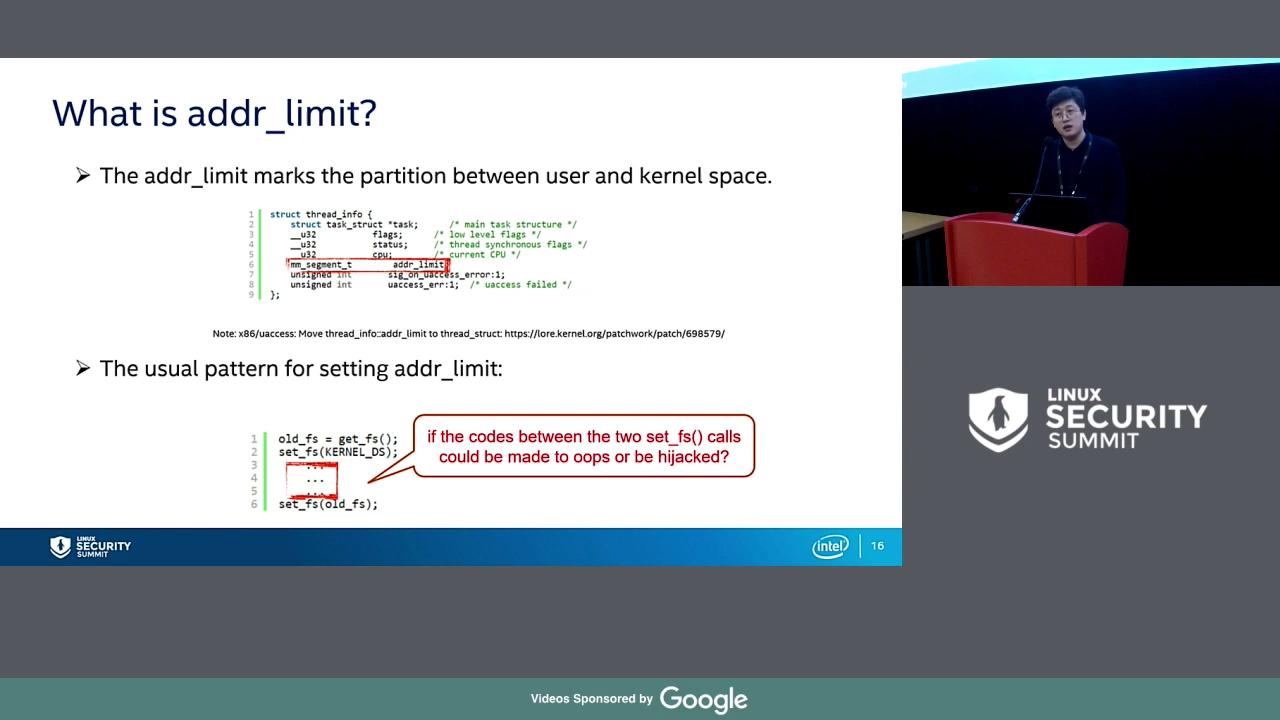 What is addr_limit?
➢ The addr_limit marks the partition between user and kernel space.
1 struct thread_info {
2 struct task_struct *task; /* main task structure */
3 __u32 flags; /* low level flags */
4 __u32 status; /* thread synchronous flags */
5 __u32 cpu; /* current CPU */
6 mm_segment_t addr_limit;
7 unsigned int sig_on_uaccess_error:1;
8 unsigned int uaccess_err:1; /* uaccess failed */
9 };
Note: x86/uaccess: Move thread_info::addr_limit to thread_struct: https://lore.kernel.org/patchwork/patch/698579/
➢ The usual pattern for setting addr_limit:
1 old_fs = get_fs();
2 set_fs(KERNEL_DS);
3 ...
4 ...
5 ...
6 set_fs(old_fs);
if the codes between the two set_fs() calls
could be made to oops or be hijacked?
LINUX
SECURITY
SUMMIT
intel
16
LINUX
SECURITY
SUMMIT
Videos Sponsored by Google